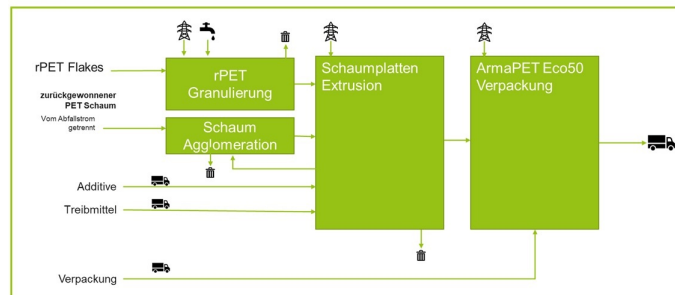 rPET Flakes
rPET
Granulierung
Schaumplatten
Extrusion
ArmaPET Eco50
Verpackung
zurückgewonnener
PET Schaum
Vom Abfallstrom
getrennt
Schaum
Agglomeration
Additive
Treibmittel
Verpackung